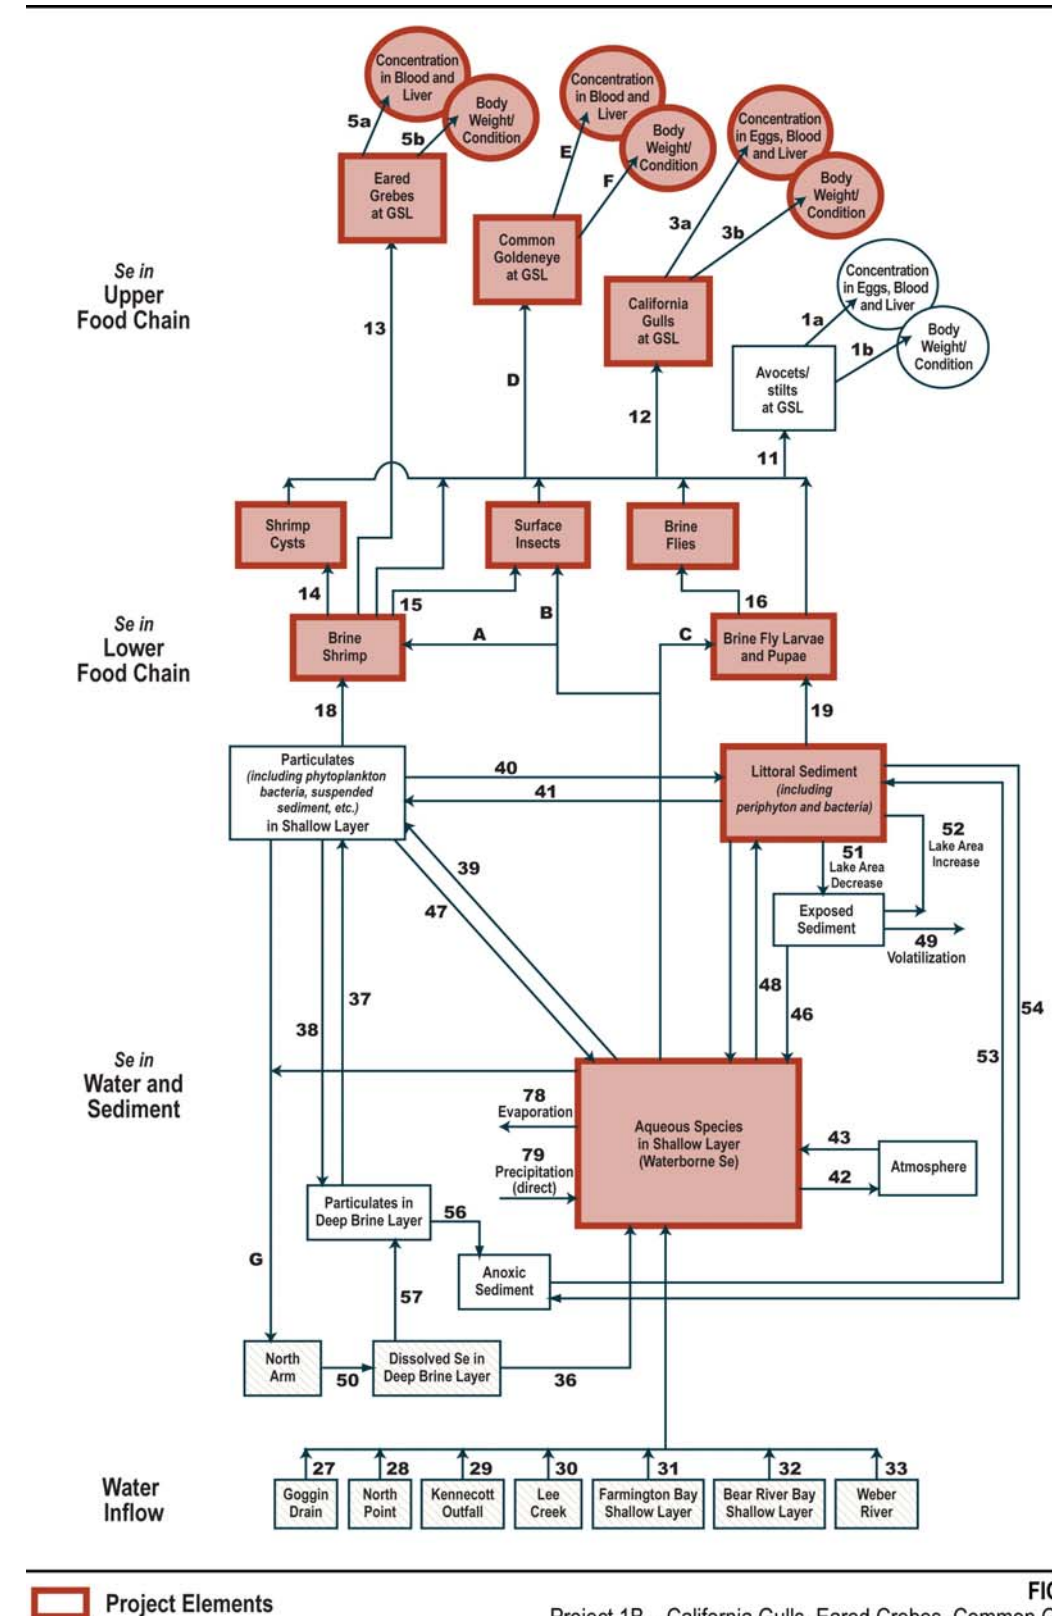 Concentration
in Blood and
Liver
Body
Weight/
Condition
5a
5b
Eared
Grebes
at GSL
Concentration
in Blood and
Liver
Body
Weight/
Condition
E
F
Common
Goldeneye
at GSL
Concentration
in Eggs, Blood
and Liver
Body
Weight/
Condition
3a
3b
California
Gulls
at GSL
Concentration
in Eggs, Blood
and Liver
Body
Weight/
Condition
1a
1b
Avocets/
stilts
at GSL
Se in
Upper
Food Chain
13
D
12
11
Shrimp
Cysts
Surface
Insects
Brine
Flies
14
15
B
16
Se in
Lower
Food Chain
Brine
Shrimp
A
C
Brine Fly Larvae
and Pupae
18
19
Particulates
(including phytoplankton
bacteria, suspended
sediment, etc.)
in Shallow Layer
40
41
Littoral Sediment
(including
periphyton and bacteria)
39
47
51
Lake Area
Decrease
52
Lake Area
Increase
Exposed
Sediment
49
Volatilization
37
38
48
46
54
53
Se in
Water and
Sediment
78
Evaporation
79
Precipitation
(direct)
Aqueous Species
in Shallow Layer
(Waterborne Se)
43
42
Atmosphere
Particulates in
Deep Brine Layer
56
Anoxic
Sediment
G
57
North
Arm
50
Dissolved Se in
Deep Brine Layer
36
Water
Inflow
27
28
29
30
31
32
33
Goggin
Drain
North
Point
Kennecott
Outfall
Lee
Creek
Farmington Bay
Shallow Layer
Bear River Bay
Shallow Layer
Weber
River
Project Elements
FIG
Project 1B – California Gulls, Eared Grebes, Common G